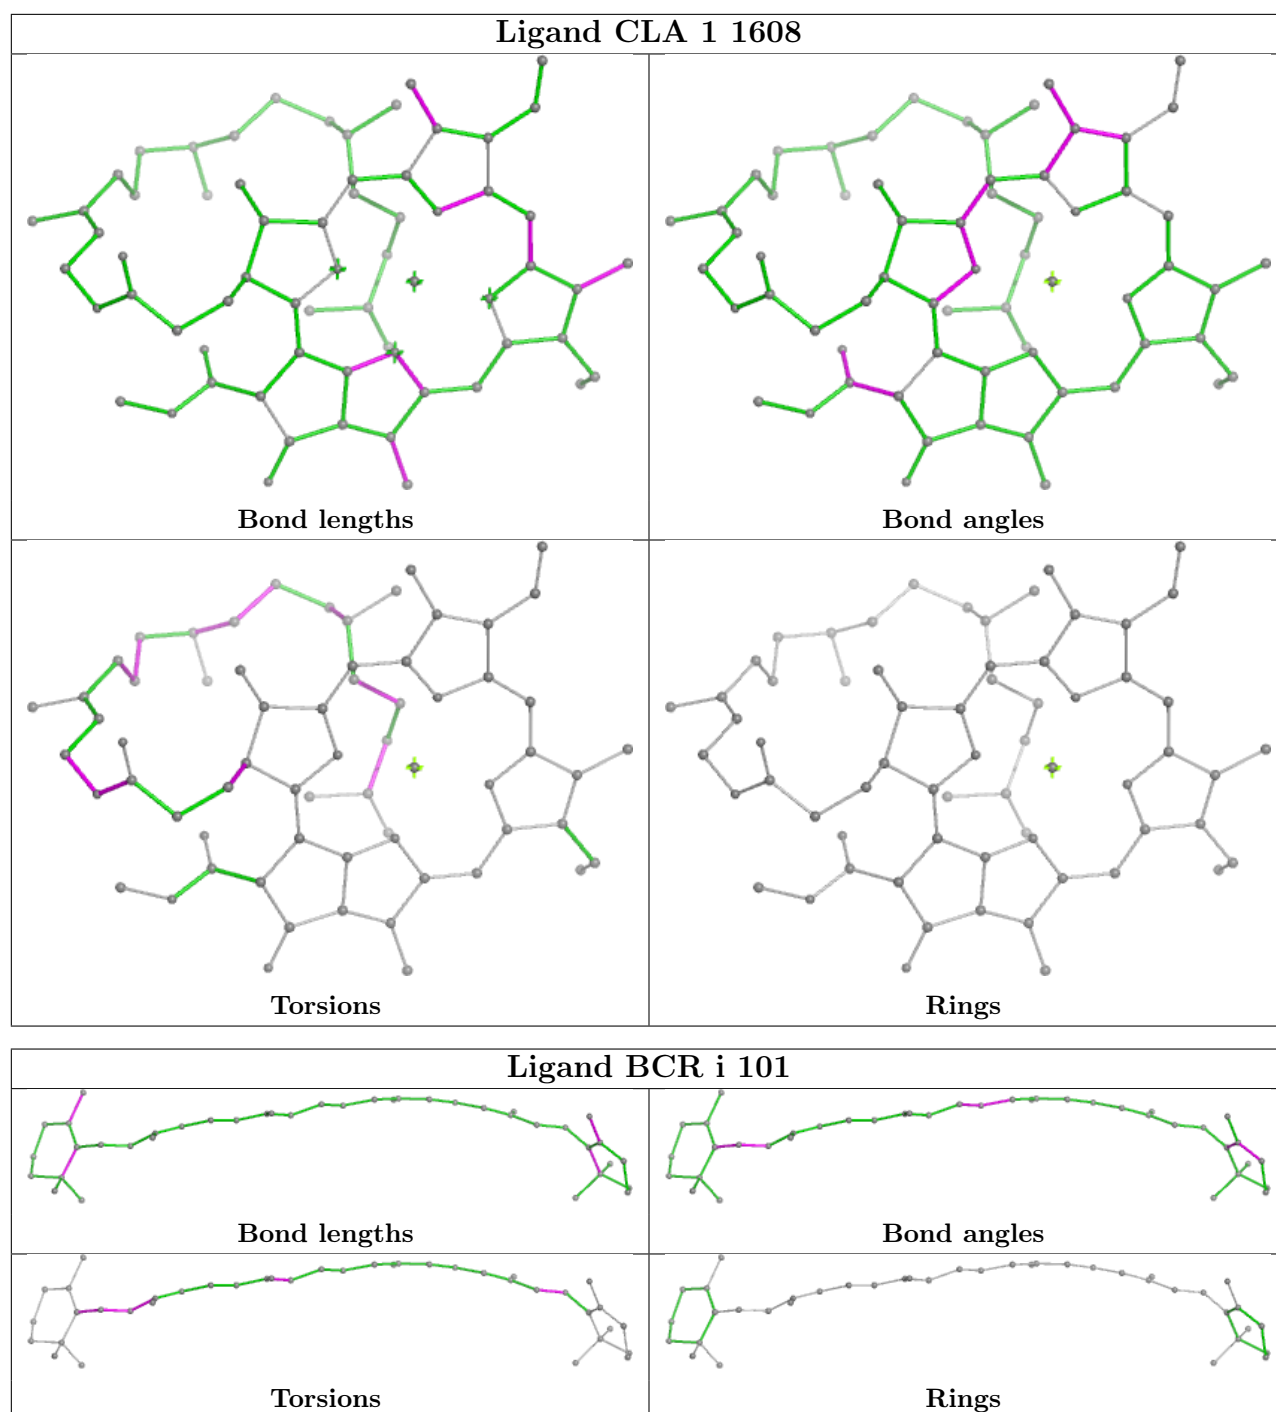 Ligand CLA 1 1608
Bond lengths
Bond angles
Torsions
Rings
Ligand BCR i 101
Bond lengths
Bond angles
Torsions
Rings